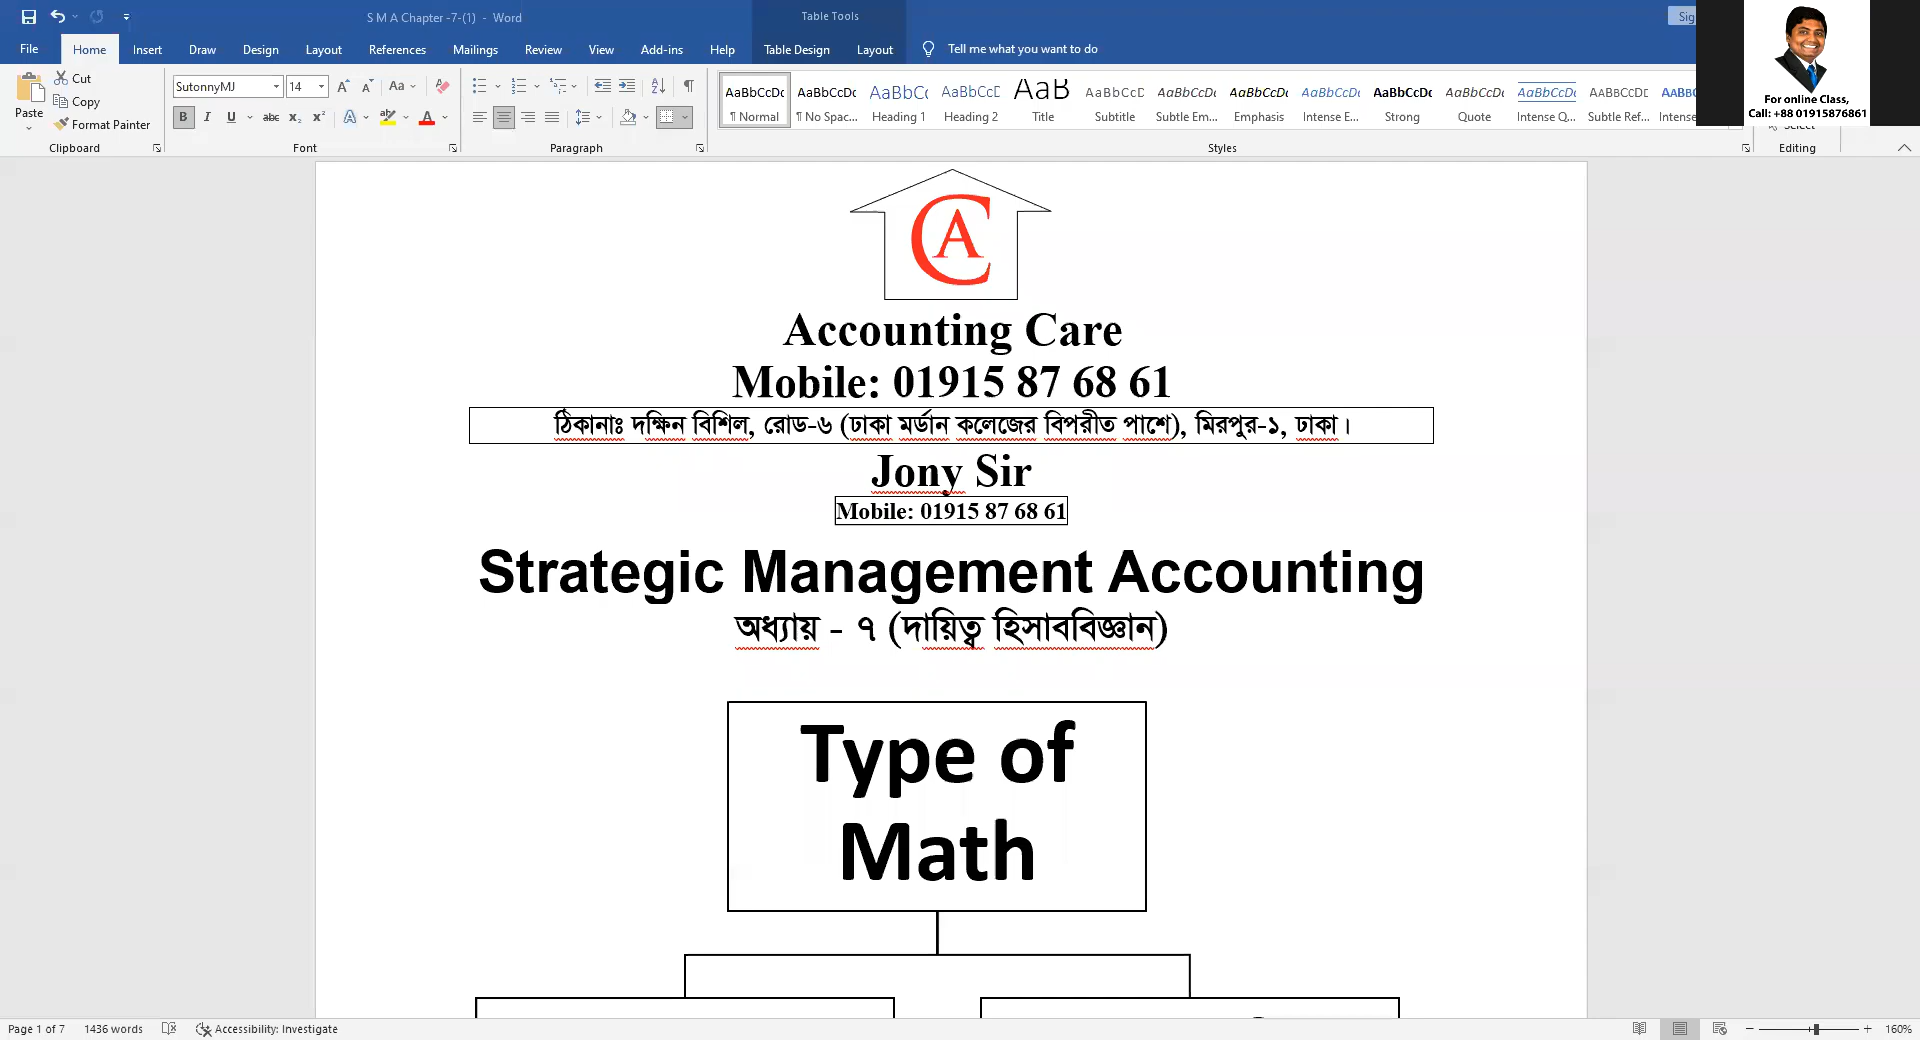 S M A Chapter -7-(1) - Word
Table Tools
File Home Insert Draw Design Layout References Mailings Review View Add-ins Help Table Design Layout Tell me what you want to do
Cut
Copy
Format Painter
Paste
Clipboard
SutonnyMJ 14
Font
Paragraph
AaBbCcDc AaBbCcDc AaBbCc AaBbCcD AaB AaBbCcD AaBbCcDc AaBbCcDc AaBbCcDc AaBbCcDc AaBbCcDc AaBbCcDc AABBCCDD AABB
¶ Normal ¶ No Spac... Heading 1 Heading 2 Title Subtitle Subtle Em... Emphasis Intense E... Strong Quote Intense Q... Subtle Ref... Intense
Styles
Select
Editing
For online Class,
Call: +88 01915876861
CA
Accounting Care
Mobile: 01915 87 68 61
ঠিকানাঃ দক্ষিন বিশিল, রোড-৬ (ঢাকা মর্ডান কলেজের বিপরীত পাশে), মিরপুর-১, ঢাকা।
Jony Sir
Mobile: 01915 87 68 61
Strategic Management Accounting
অধ্যায় - ৭ (দায়িত্ব হিসাববিজ্ঞান)
Type of
Math
Page 1 of 7 1436 words Accessibility: Investigate 160%